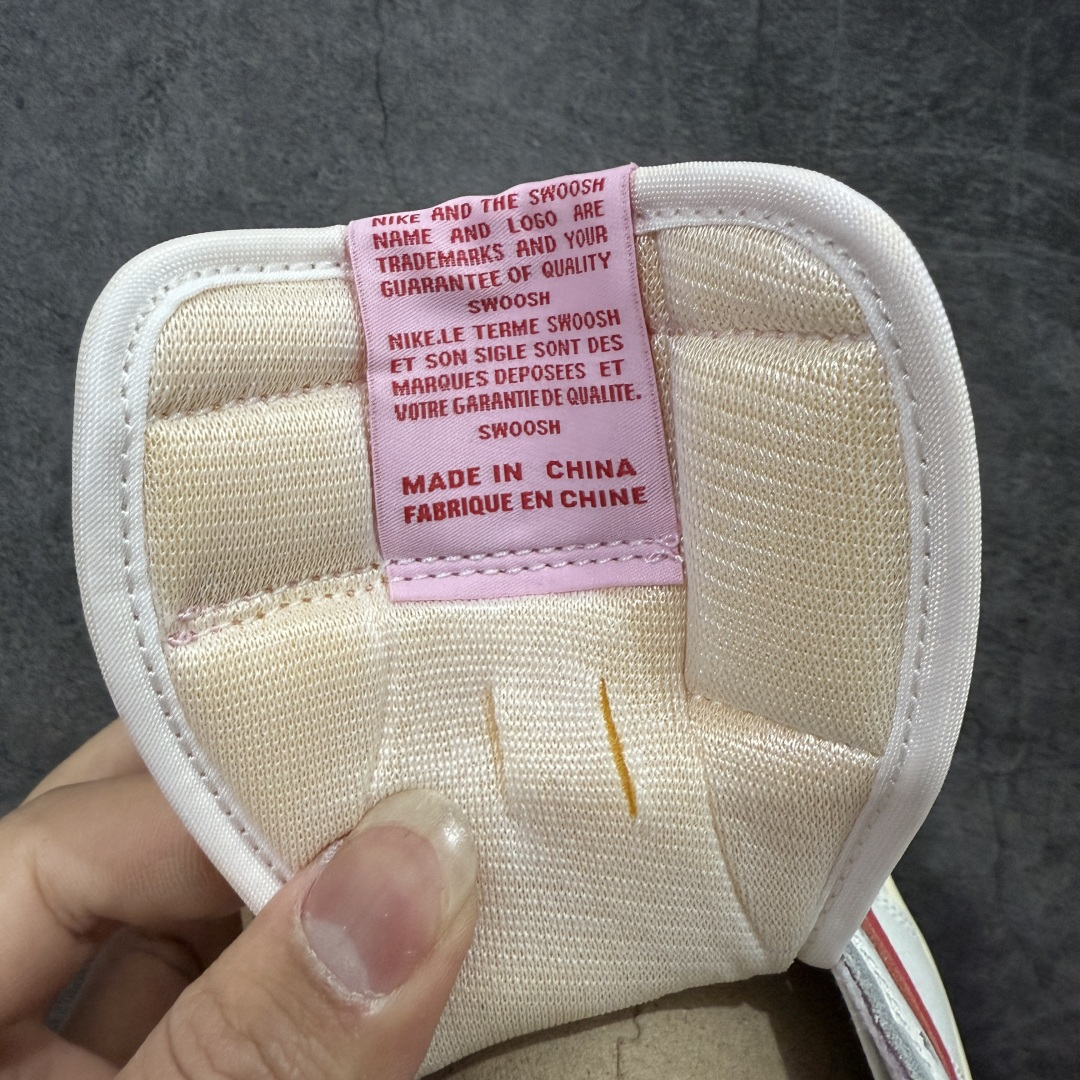 NIKE AND THE SWOOSH
NAME AND LOGO ARE
TRADEMARKS AND YOUR
GUARANTEE OF QUALITY
SWOOSH
NIKE.LE TERME SWOOSH
ET SON SIGLE SONT DES
MARQUES DEPOSEES ET
VOTRE GARANTIE DE QUALITE.
SWOOSH
MADE IN CHINA
FABRIQUE EN CHINE